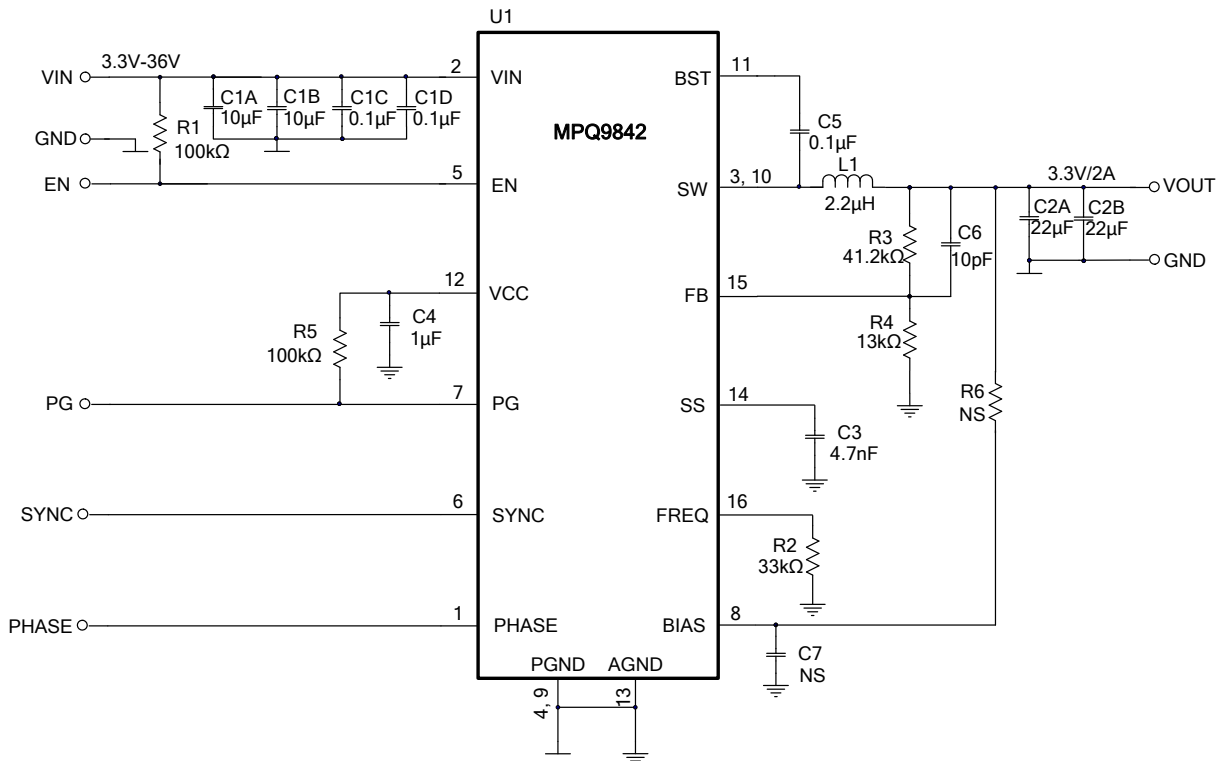 U1
MPQ9842
VIN
3.3V-36V
2
VIN
C1A
10µF
C1B
10µF
C1C
0.1µF
C1D
0.1µF
GND
R1
100kΩ
EN
5
EN
12
VCC
R5
100kΩ
C4
1µF
PG
7
PG
SYNC
6
SYNC
PHASE
1
PHASE
PGND
AGND
4, 9
13
BST
11
C5
0.1µF
SW
3, 10
L1
2.2µH
3.3V/2A
VOUT
C2A
22µF
C2B
22µF
GND
R3
41.2kΩ
C6
10pF
FB
15
R4
13kΩ
R6
NS
SS
14
C3
4.7nF
FREQ
16
R2
33kΩ
BIAS
8
C7
NS